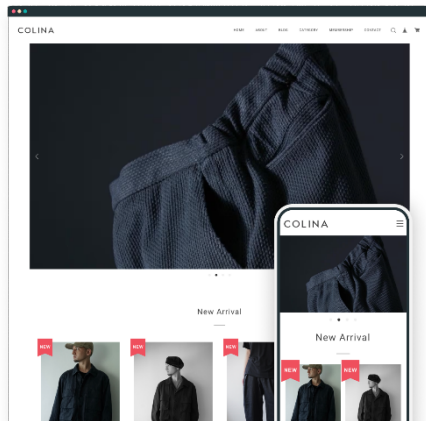 COLINA
HOME ABOUT BLOG CATEGORY MEMBERSHIP CONTACT
New Arrival
NEW NEW NEW
COLINA
New Arrival
NEW NEW